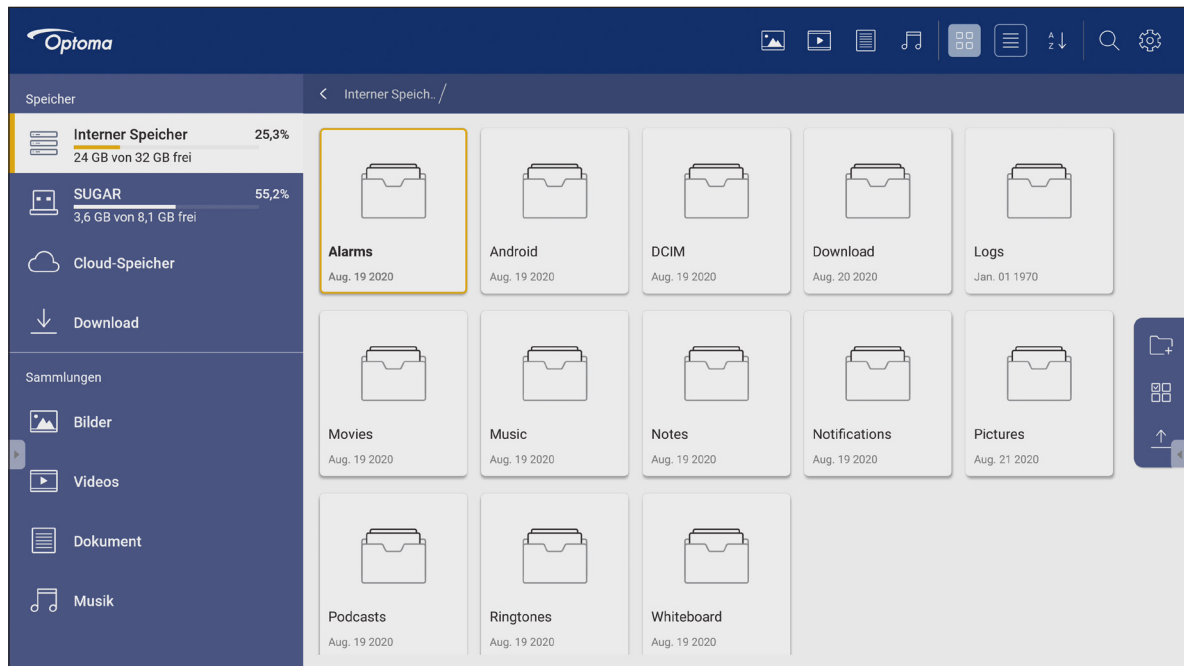 Optoma
A
Z
Speicher
Interner Speich.. /
Interner Speicher 25,3%
24 GB von 32 GB frei
SUGAR 55,2%
3,6 GB von 8,1 GB frei
Cloud-Speicher
Download
Sammlungen
Bilder
Videos
Dokument
Musik
Alarms
Aug. 19 2020
Android
Aug. 19 2020
DCIM
Aug. 19 2020
Download
Aug. 20 2020
Logs
Jan. 01 1970
Movies
Aug. 19 2020
Music
Aug. 19 2020
Notes
Aug. 19 2020
Notifications
Aug. 19 2020
Pictures
Aug. 21 2020
Podcasts
Aug. 19 2020
Ringtones
Aug. 19 2020
Whiteboard
Aug. 19 2020